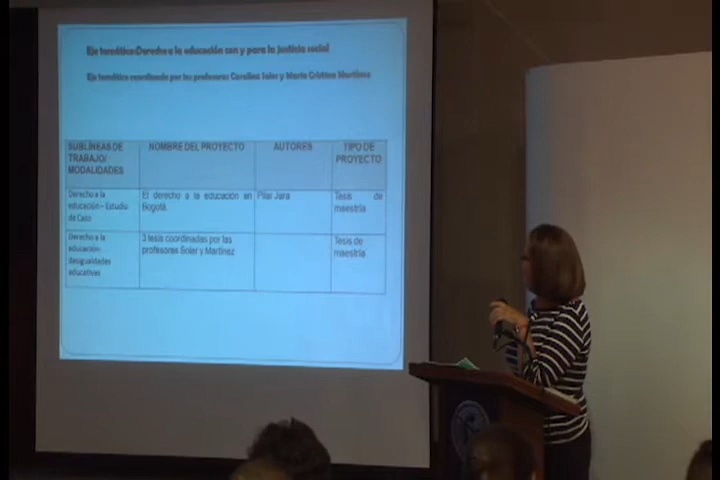 Eje temático:Derecho a la educación con y para la justicia social
Eje temático coordinado por los profesores Carolina Soler y María Cristina Martínez
SUBLÍNEAS DE TRABAJO/ MODALIDADES
NOMBRE DEL PROYECTO
AUTORES
TIPO DE PROYECTO
Derecho a la educación – Estudio de Caso
El derecho a la educación en Bogotá.
Pilar Jara
Tesis de maestría
Derecho a la educación- desigualdades educativas
3 tesis coordinadas por las profesoras Soler y Martínez
Tesis de maestría